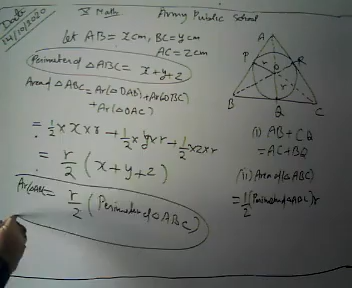 Date
14/10/2020
X Math
Army Public School
Let AB = x cm, BC = y cm
AC = z cm
Perimeter of △ABC = x+y+z
Area of △ABC = Ar(△OAB) + Ar(△OBC)
+ Ar(△OAC)
= 1/2 × x × r + 1/2 × y × r + 1/2 × z × r
= r/2 (x+y+z)
Ar(△ABC) = r/2 (Perimeter of △ABC)
A
P
R
r
r
O
r
B
Q
C
(i) AB + CQ
= AC + BQ
(ii) Area of (△ABC)
= 1/2 (Perimeter of △ABC) r